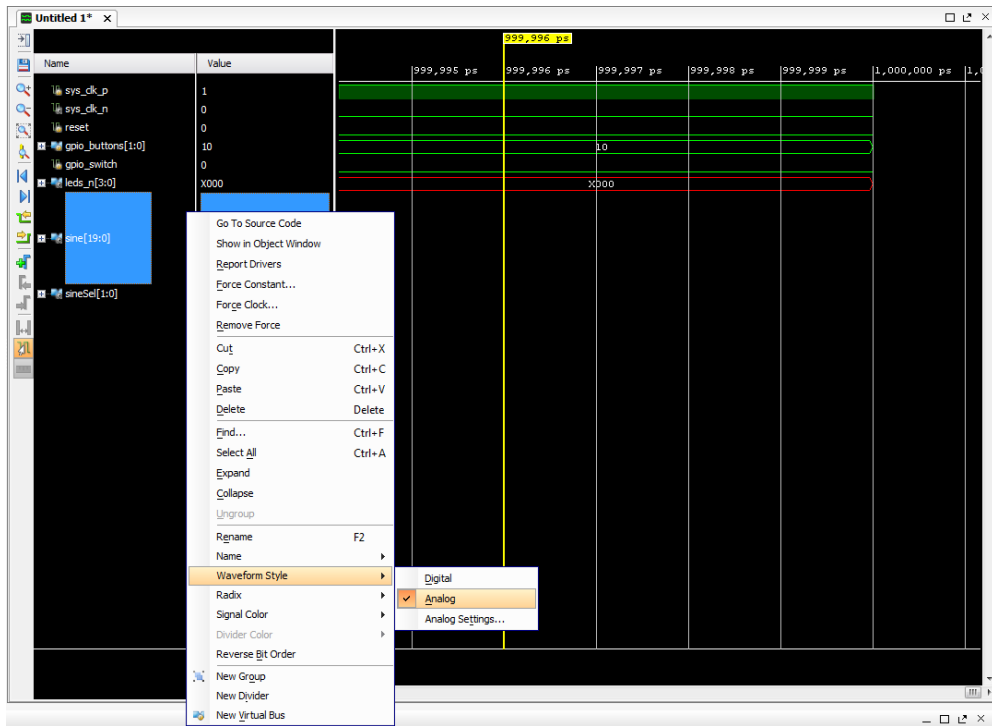 Untitled 1*
999,996 ps
Name Value
999,995 ps 999,996 ps 999,997 ps 999,998 ps 999,999 ps 1,000,000 ps 1,0
sys_clk_p 1
sys_clk_n 0
reset 0
gpio_buttons[1:0] 10 10
gpio_switch 0
leds_n[3:0] X000 X000
sine[19:0]
sineSel[1:0]
Go To Source Code
Show in Object Window
Report Drivers
Force Constant...
Force Clock...
Remove Force
Cut Ctrl+X
Copy Ctrl+C
Paste Ctrl+V
Delete Delete
Find... Ctrl+F
Select All Ctrl+A
Expand
Collapse
Ungroup
Rename F2
Name
Waveform Style
Radix
Signal Color
Divider Color
Reverse Bit Order
New Group
New Divider
New Virtual Bus
Digital
Analog
Analog Settings...